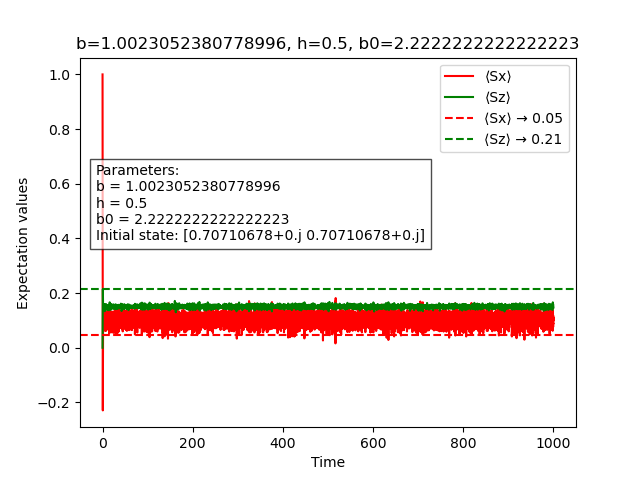 b=1.0023052380778996, h=0.5, b0=2.2222222222222223
⟨Sx⟩
⟨Sz⟩
⟨Sx⟩ → 0.05
⟨Sz⟩ → 0.21
Parameters:
b = 1.0023052380778996
h = 0.5
b0 = 2.2222222222222223
Initial state: [0.70710678+0.j 0.70710678+0.j]
Expectation values
1.0
0.8
0.6
0.4
0.2
0.0
−0.2
0
200
400
600
800
1000
Time